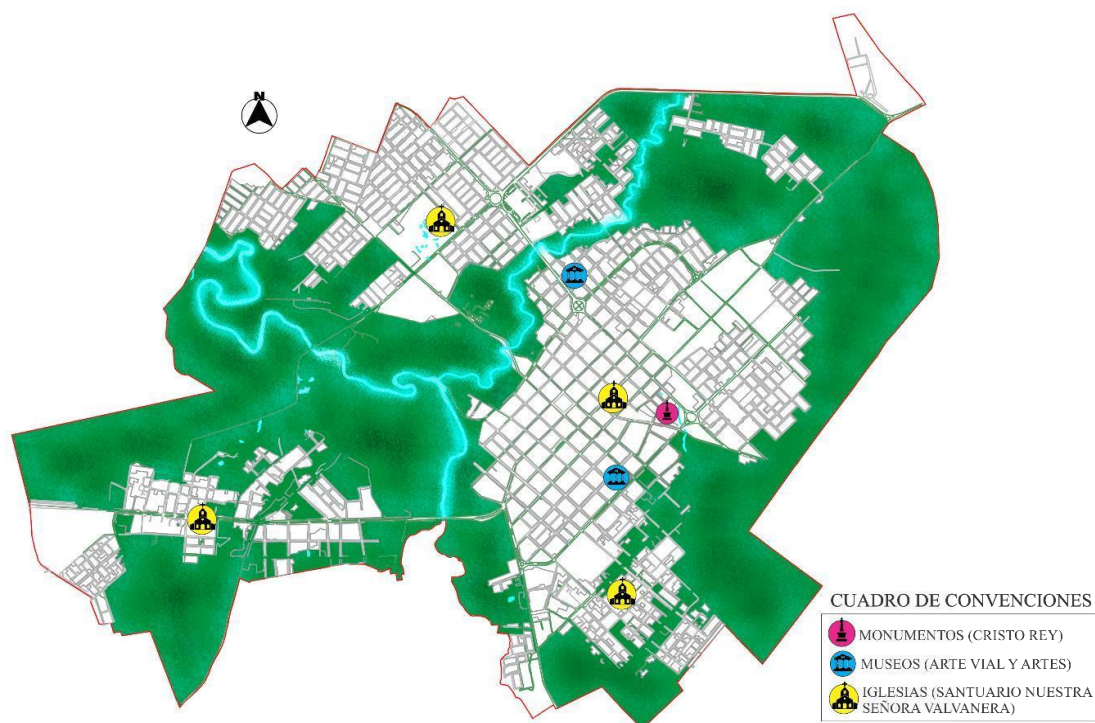 N
CUADRO DE CONVENCIONES
MONUMENTOS (CRISTO REY)
MUSEOS (ARTE VIAL Y ARTES)
IGLESIAS (SANTUARIO NUESTRA
SEÑORA VALVANERA)